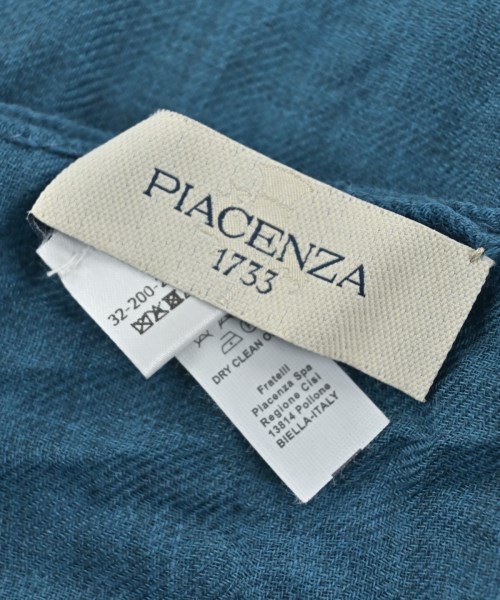 PIACENZA
1733
32-200-
DRY CLEAN
Fratelli
Piacenza Spa
Regione Cisi
13814 Pollone
BIELLA-ITALY